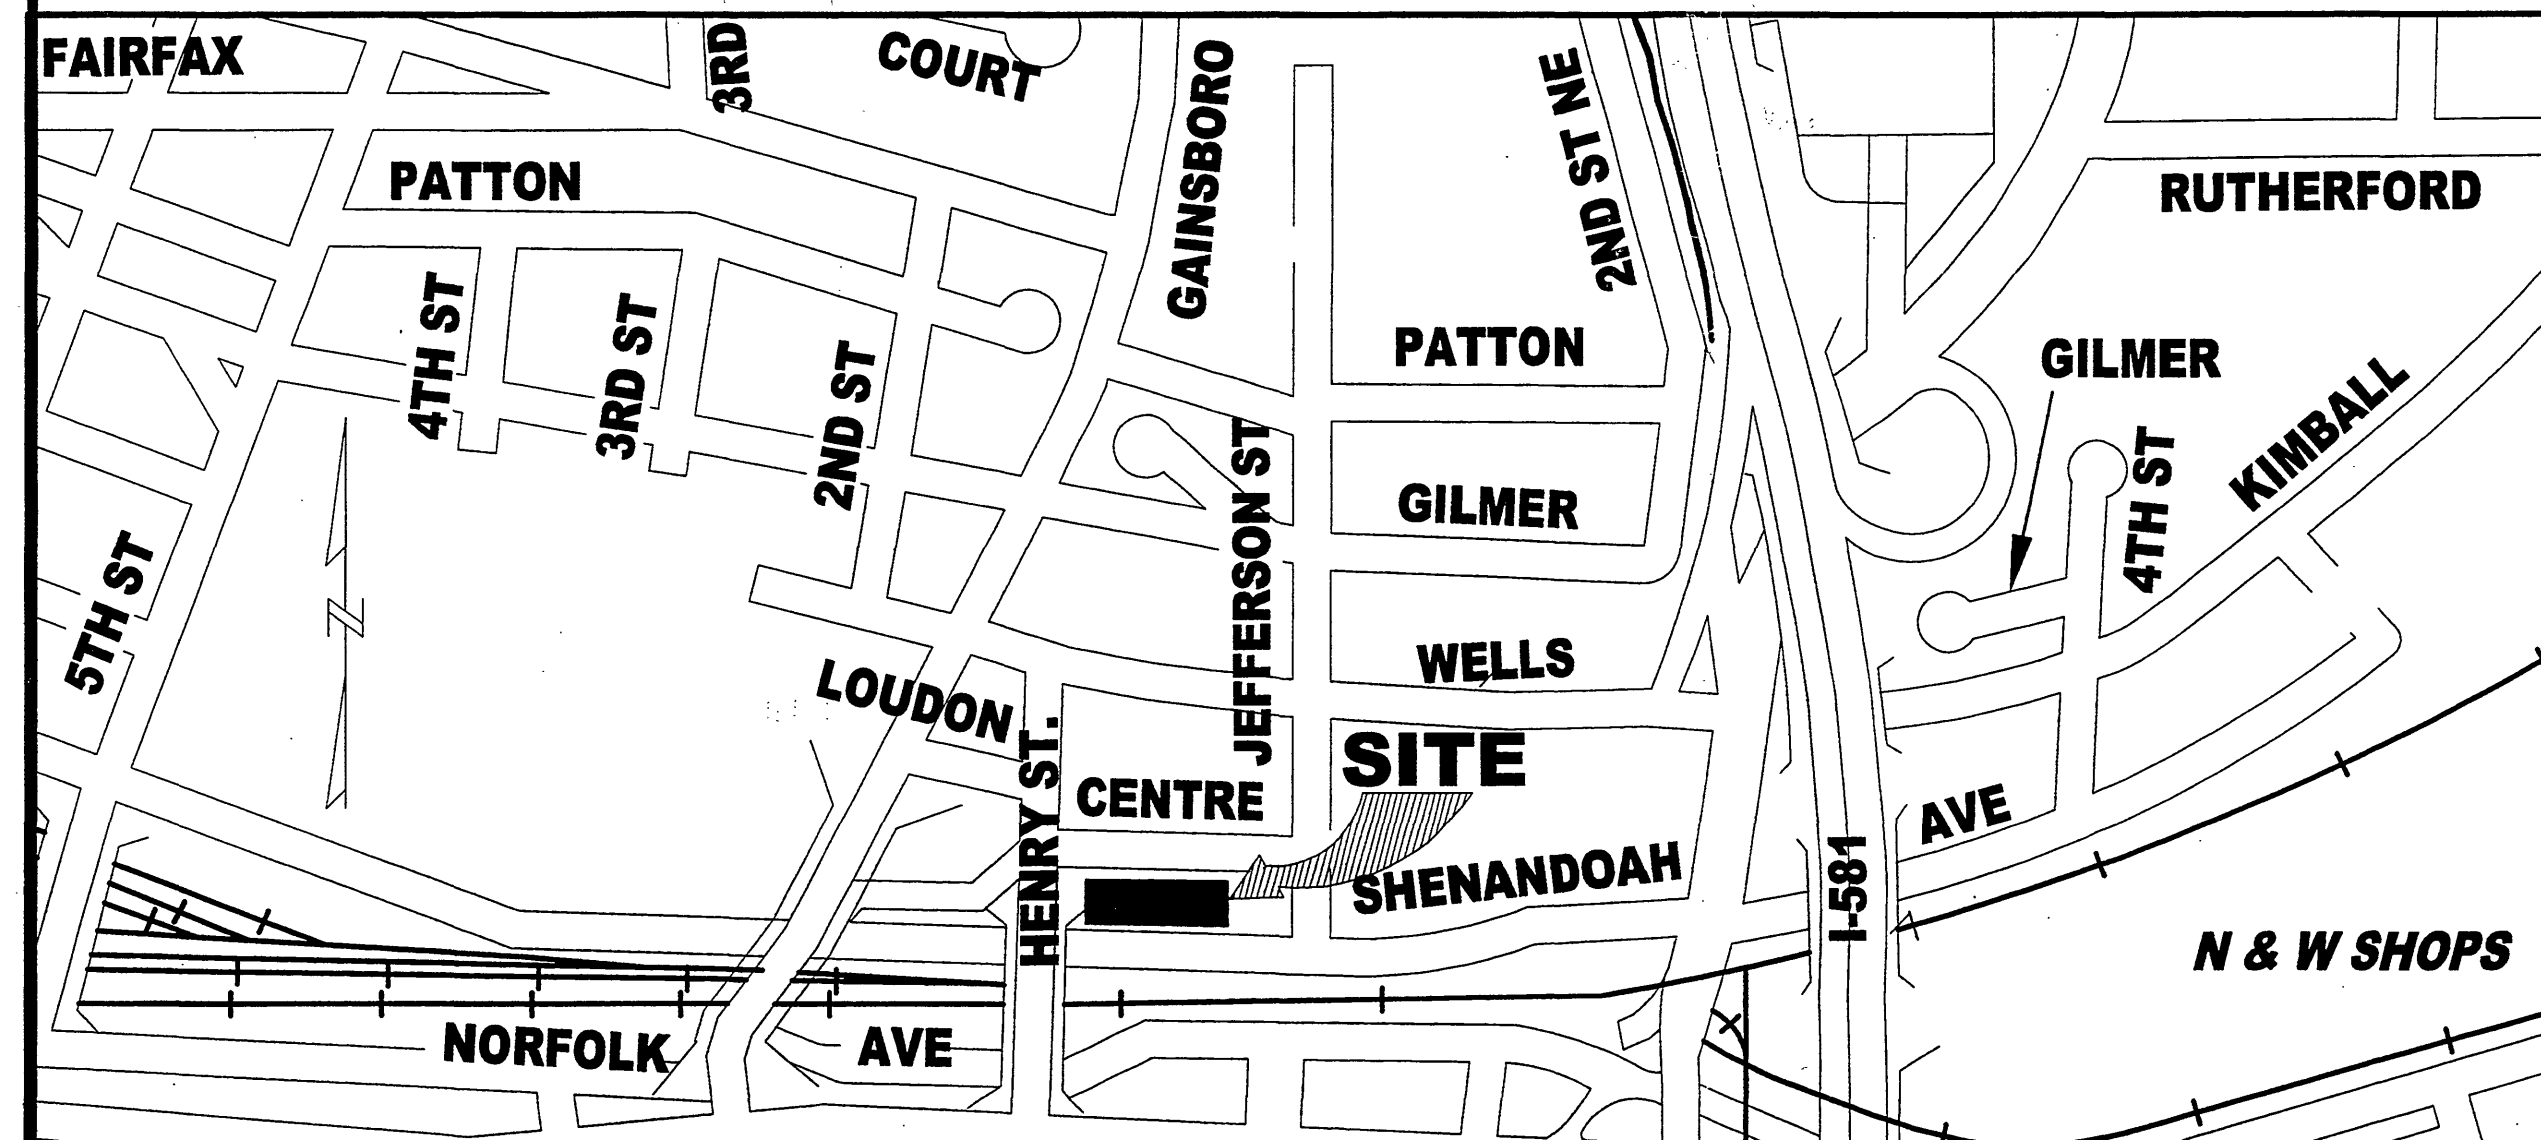 FAIRFAX
3RD
COURT
GAINSBORO
2ND ST NE
PATTON
RUTHERFORD
4TH ST
3RD ST
2ND ST
PATTON
GILMER
KIMBALL
JEFFERSON ST
GILMER
4TH ST
5TH ST
N
WELLS
LOUDON
HENRY ST.
SITE
CENTRE
AVE
SHENANDOAH
I-581
N & W SHOPS
NORFOLK AVE